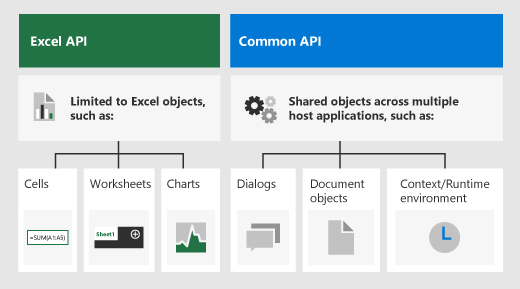 Excel API
Common API
Limited to Excel objects,
such as:
Shared objects across multiple
host applications, such as:
Cells
Worksheets
Charts
Dialogs
Document
objects
Context/Runtime
environment
=SUM(A1:A5)
Sheet1